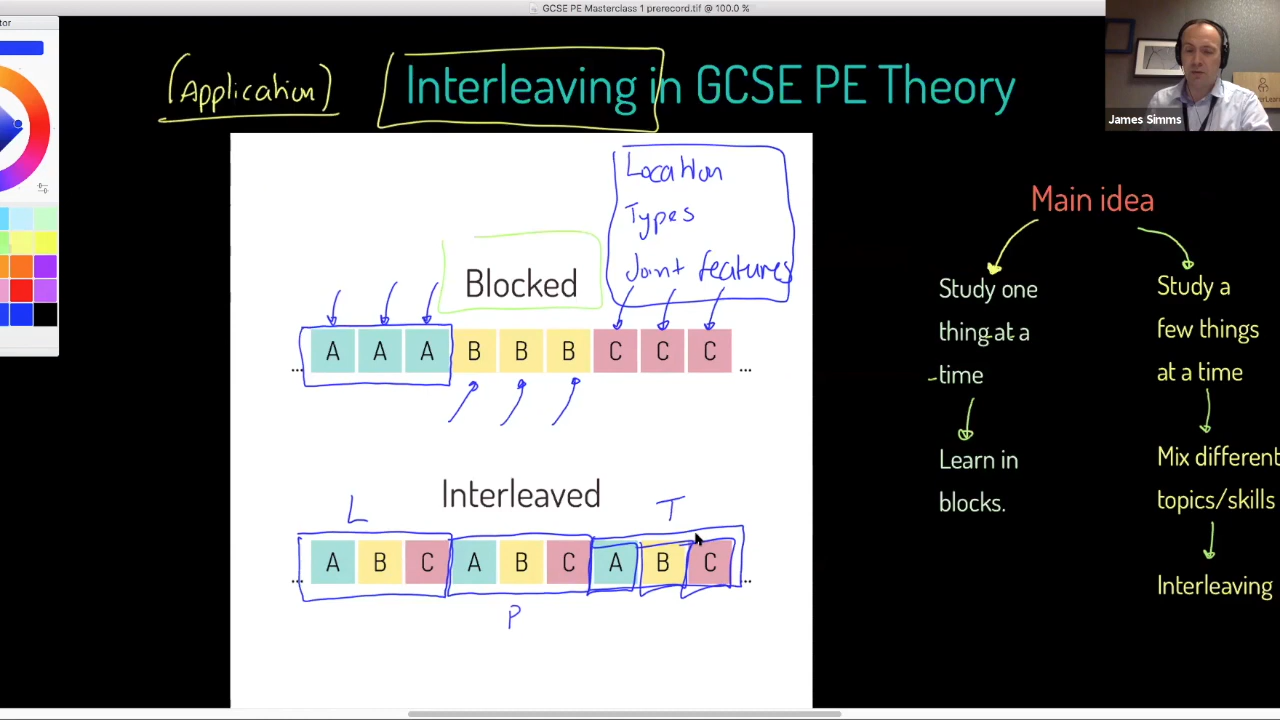 GCSE PE Masterclass 1 prerecord.tif @ 100.0 %
(Application)
Interleaving in GCSE PE Theory
James Simms
Location
Types
Joint features
Blocked
... A A A B B B C C C ...
L
Interleaved
T
... A B C A B C A B C ...
P
Main idea
Study one
thing at a
time
Learn in
blocks.
Study a
few things
at a time
Mix different
topics/skills
Interleaving